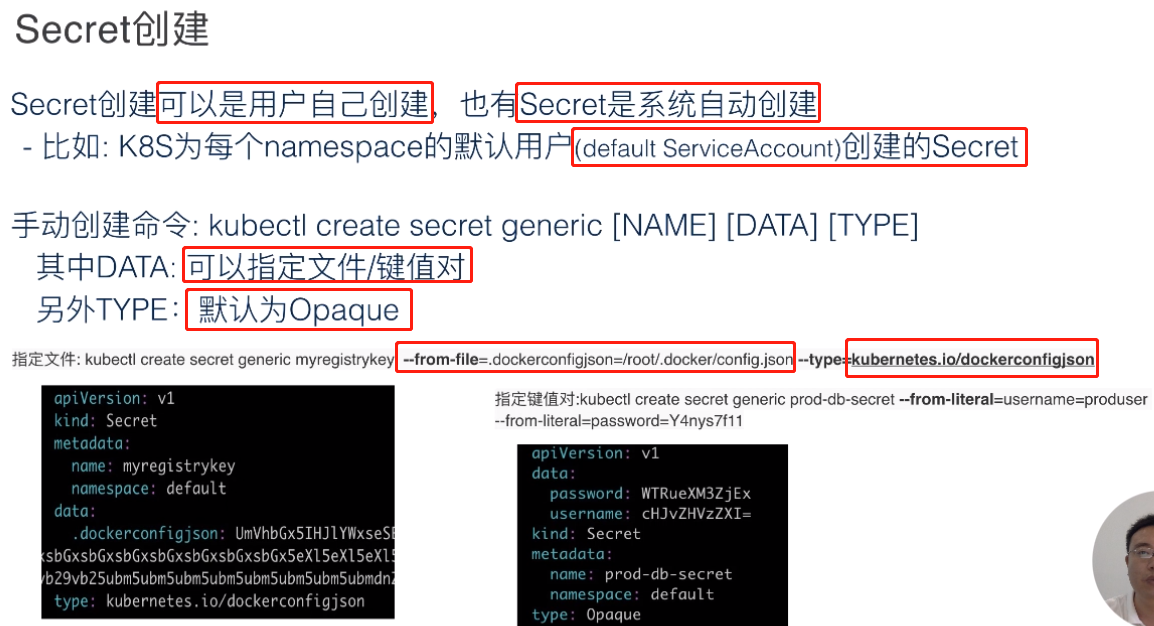 Secret创建
Secret创建可以是用户自己创建，也有Secret是系统自动创建
- 比如: K8S为每个namespace的默认用户(default ServiceAccount)创建的Secret
手动创建命令: kubectl create secret generic [NAME] [DATA] [TYPE]
其中DATA: 可以指定文件/键值对
另外TYPE： 默认为Opaque
指定文件: kubectl create secret generic myregistrykey --from-file=.dockerconfigjson=/root/.docker/config.json --type=kubernetes.io/dockerconfigjson
apiVersion: v1
kind: Secret
metadata:
name: myregistrykey
namespace: default
data:
.dockerconfigjson: UmVhbGx5IHJlYWxseSE
xsbGxsbGxsbGxsbGxsbGxsbGxsbGx5eXl5eXl5eXl5
vb29vb25ubm5ubm5ubm5ubm5ubm5ubm5ubmdnZ
type: kubernetes.io/dockerconfigjson
指定键值对:kubectl create secret generic prod-db-secret --from-literal=username=produser
--from-literal=password=Y4nys7f11
apiVersion: v1
data:
password: WTRueXM3ZjEx
username: cHJvZHVzZXI=
kind: Secret
metadata:
name: prod-db-secret
namespace: default
type: Opaque